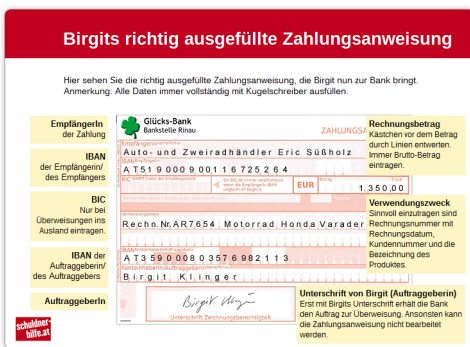 Birgits richtig ausgefüllte Zahlungsanweisung
Hier sehen Sie die richtig ausgefüllte Zahlungsanweisung, die Birgit nun zur Bank bringt.
Anmerkung: Alle Daten immer vollständig mit Kugelschreiber ausfüllen.
EmpfängerIn
der Zahlung
IBAN
der Empfängerin/
des Empfängers
BIC
Nur bei
Überweisungen ins
Ausland eintragen.
IBAN der
Auftraggeberin/
des Auftraggebers
AuftraggeberIn
Glücks-Bank
Bankstelle Rinau
ZAHLUNGSA
EmpfängerIn
Auto- und Zweiradhändler Eric Süßholz
IBAN
AT519000900116725264
BIC
EUR
1.350,00
Rechn.Nr.AR7654 Motorrad Honda Varader
IBAN
AT359000803576982113
Birgit Klinger
Unterschrift ZeichnungsberechtigteR
Rechnungsbetrag
Kästchen vor dem Betrag
durch Linien entwerten.
Immer Brutto-Betrag
eintragen.
Verwendungszweck
Sinnvoll einzutragen sind
Rechnungsnummer mit
Rechnungsdatum,
Kundennummer und die
Bezeichnung des
Produktes.
Unterschrift von Birgit (Auftraggeberin)
Erst mit Birgits Unterschrift erhält die Bank
den Auftrag zur Überweisung. Ansonsten kann
die Zahlungsanweisung nicht bearbeitet
werden.
schuldner-
hilfe.at